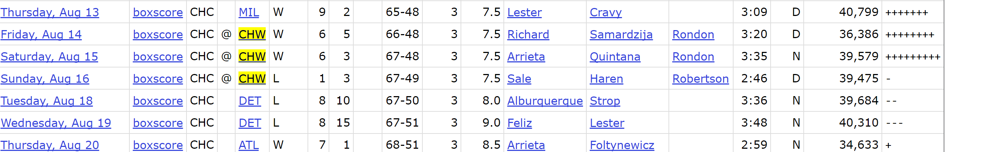 Thursday, Aug 13 boxscore CHC MIL W 9 2 65-48 3 7.5 Lester Cravy 3:09 D 40,799 +++++++
Friday, Aug 14 boxscore CHC @ CHW W 6 5 66-48 3 7.5 Richard Samardzija Rondon 3:20 D 36,386 ++++++++
Saturday, Aug 15 boxscore CHC @ CHW W 6 3 67-48 3 7.5 Arrieta Quintana Rondon 3:35 N 39,579 +++++++++
Sunday, Aug 16 boxscore CHC @ CHW L 1 3 67-49 3 7.5 Sale Haren Robertson 2:46 D 39,475 -
Tuesday, Aug 18 boxscore CHC DET L 8 10 67-50 3 8.0 Alburquerque Strop 3:36 N 39,684 --
Wednesday, Aug 19 boxscore CHC DET L 8 15 67-51 3 9.0 Feliz Lester 3:48 N 40,310 ---
Thursday, Aug 20 boxscore CHC ATL W 7 1 68-51 3 8.5 Arrieta Foltynewicz 2:59 N 34,633 +